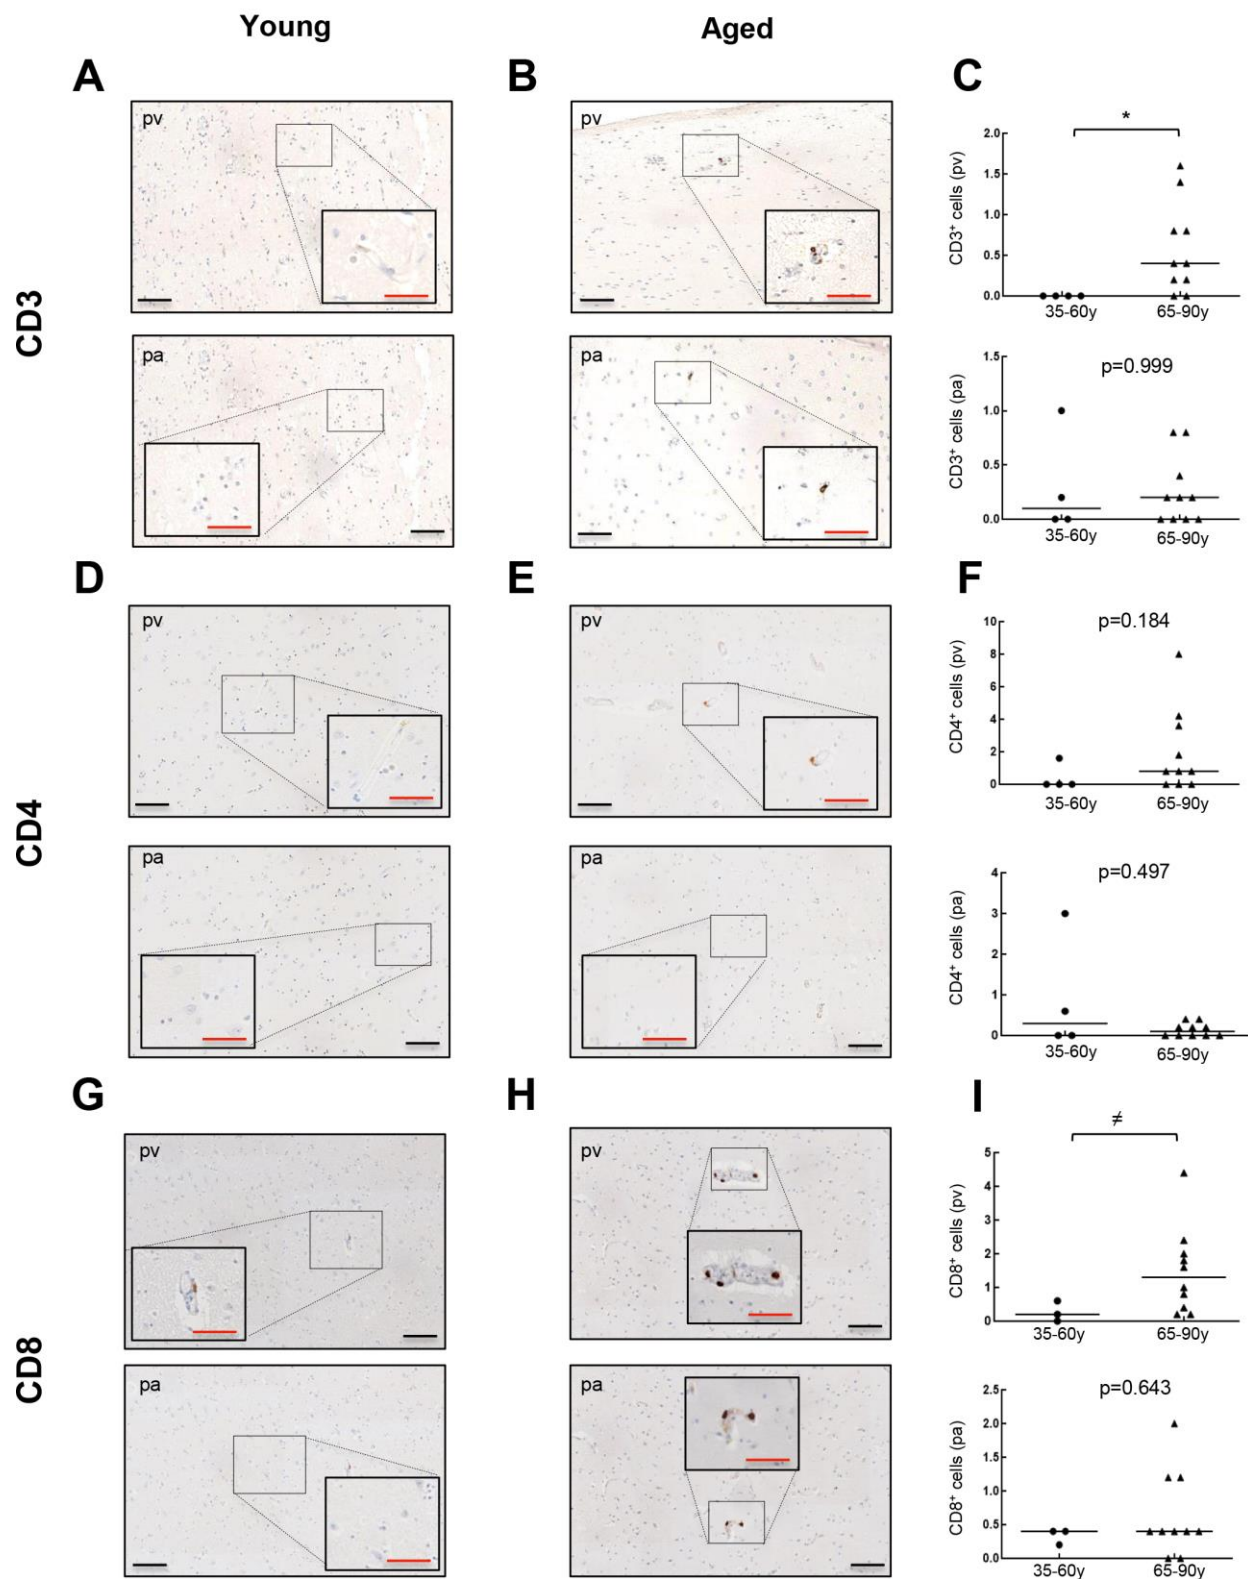 Young
Aged
A
B
C
CD3
pv
pv
*
CD3+ cells (pv)
2.0
1.5
1.0
0.5
0.0
35-60y
65-90y
pa
pa
p=0.999
CD3+ cells (pa)
1.5
1.0
0.5
0.0
35-60y
65-90y
D
E
F
CD4
pv
pv
p=0.184
CD4+ cells (pv)
10
8
6
4
2
0
35-60y
65-90y
pa
pa
p=0.497
CD4+ cells (pa)
4
3
2
1
0
35-60y
65-90y
G
H
I
CD8
pv
pv
≠
CD8+ cells (pv)
5
4
3
2
1
0
35-60y
65-90y
pa
pa
p=0.643
CD8+ cells (pa)
2.5
2.0
1.5
1.0
0.5
0.0
35-60y
65-90y